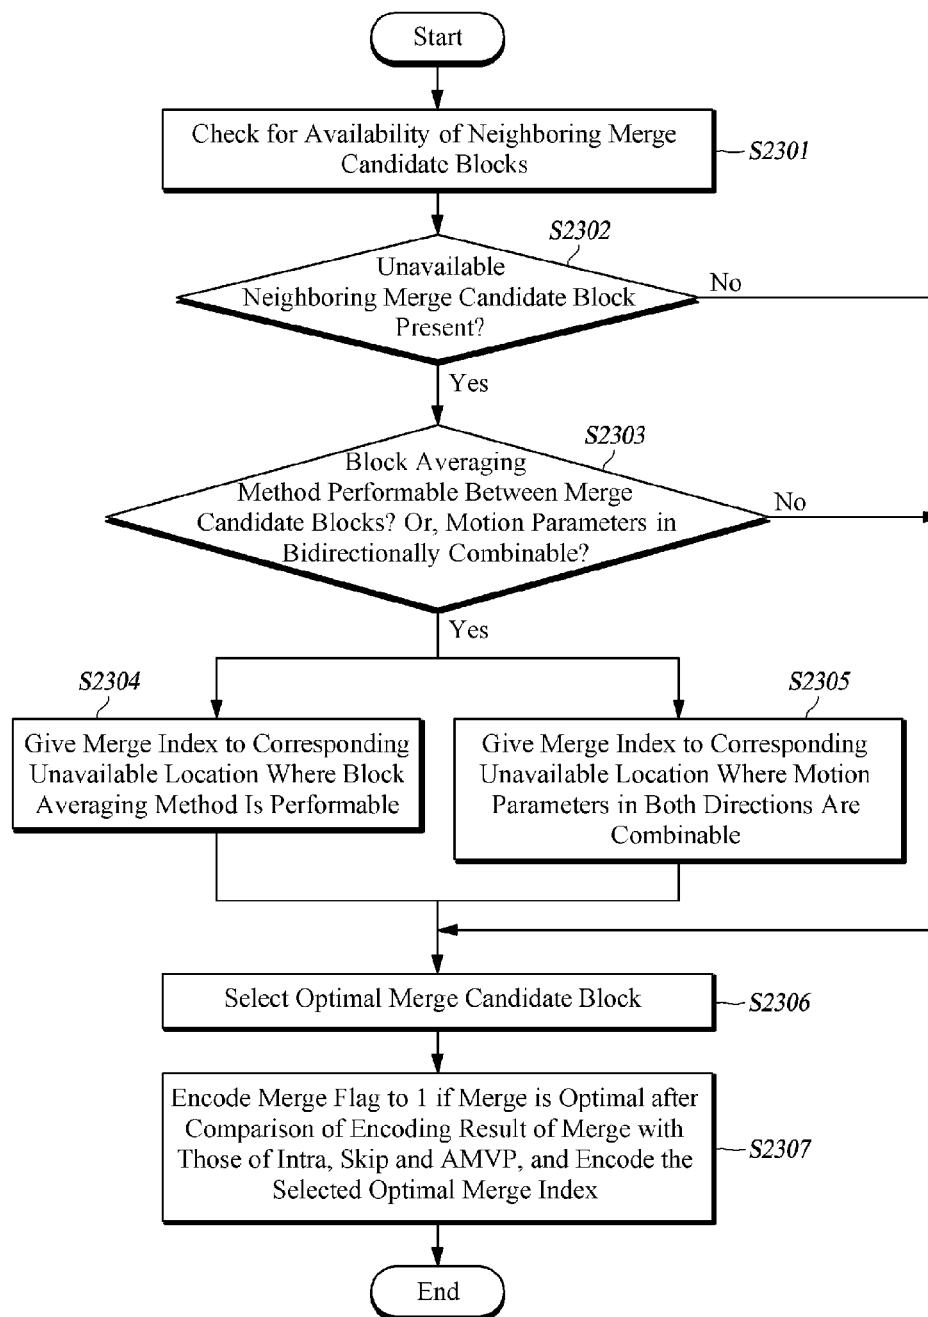 Start
Check for Availability of Neighboring Merge
Candidate Blocks
S2301
S2302
Unavailable
Neighboring Merge Candidate Block
Present?
No
Yes
S2303
Block Averaging
Method Performable Between Merge
Candidate Blocks? Or, Motion Parameters in
Bidirectionally Combinable?
No
Yes
S2304
Give Merge Index to Corresponding
Unavailable Location Where Block
Averaging Method Is Performable
S2305
Give Merge Index to Corresponding
Unavailable Location Where Motion
Parameters in Both Directions Are
Combinable
Select Optimal Merge Candidate Block
S2306
Encode Merge Flag to 1 if Merge is Optimal after
Comparison of Encoding Result of Merge with
Those of Intra, Skip and AMVP, and Encode the
Selected Optimal Merge Index
S2307
End